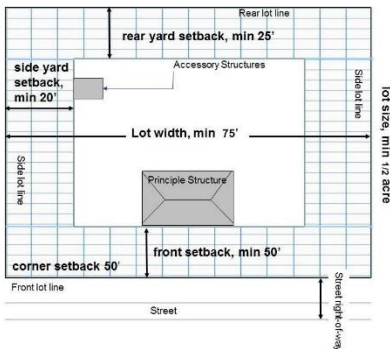 Rear lot line
rear yard setback, min 25'
side yard
setback,
min 20'
Accessory Structures
Side lot line
lot size, min 1/2 acre
Lot width, min 75'
Side lot line
Principle Structure
front setback, min 50'
corner setback 50'
Front lot line
Street
Street right-of-way